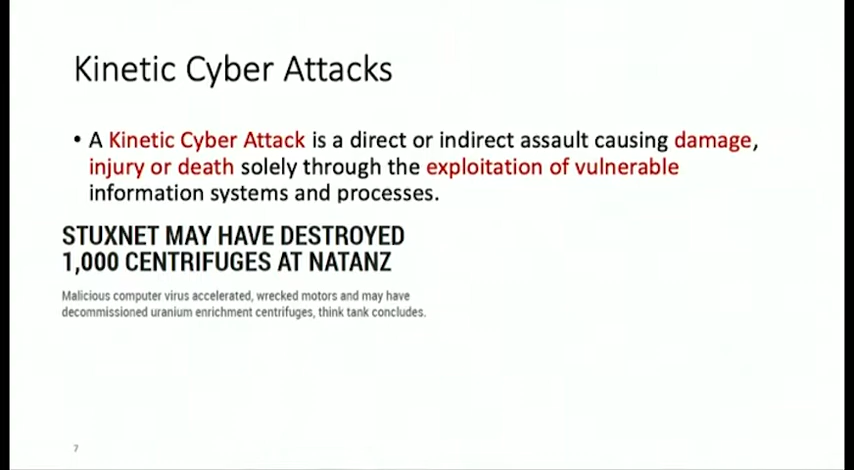 Kinetic Cyber Attacks
• A Kinetic Cyber Attack is a direct or indirect assault causing damage,
injury or death solely through the exploitation of vulnerable
information systems and processes.
STUXNET MAY HAVE DESTROYED
1,000 CENTRIFUGES AT NATANZ
Malicious computer virus accelerated, wrecked motors and may have
decommissioned uranium enrichment centrifuges, think tank concludes.
7